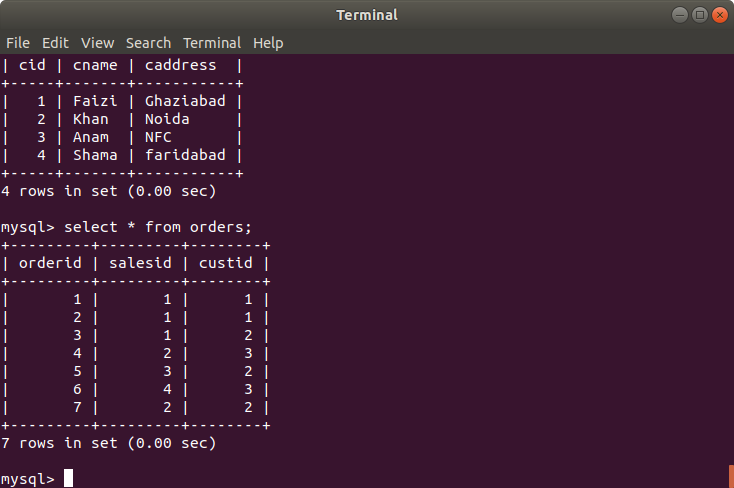 Terminal
File Edit View Search Terminal Help
| cid | cname | caddress  |
+-----+-------+-----------+
|   1 | Faizi | Ghaziabad |
|   2 | Khan  | Noida     |
|   3 | Anam  | NFC       |
|   4 | Shama | faridabad |
+-----+-------+-----------+
4 rows in set (0.00 sec)
mysql> select * from orders;
+---------+---------+--------+
| orderid | salesid | custid |
+---------+---------+--------+
|       1 |       1 |      1 |
|       2 |       1 |      1 |
|       3 |       1 |      2 |
|       4 |       2 |      3 |
|       5 |       3 |      2 |
|       6 |       4 |      3 |
|       7 |       2 |      2 |
+---------+---------+--------+
7 rows in set (0.00 sec)
mysql>